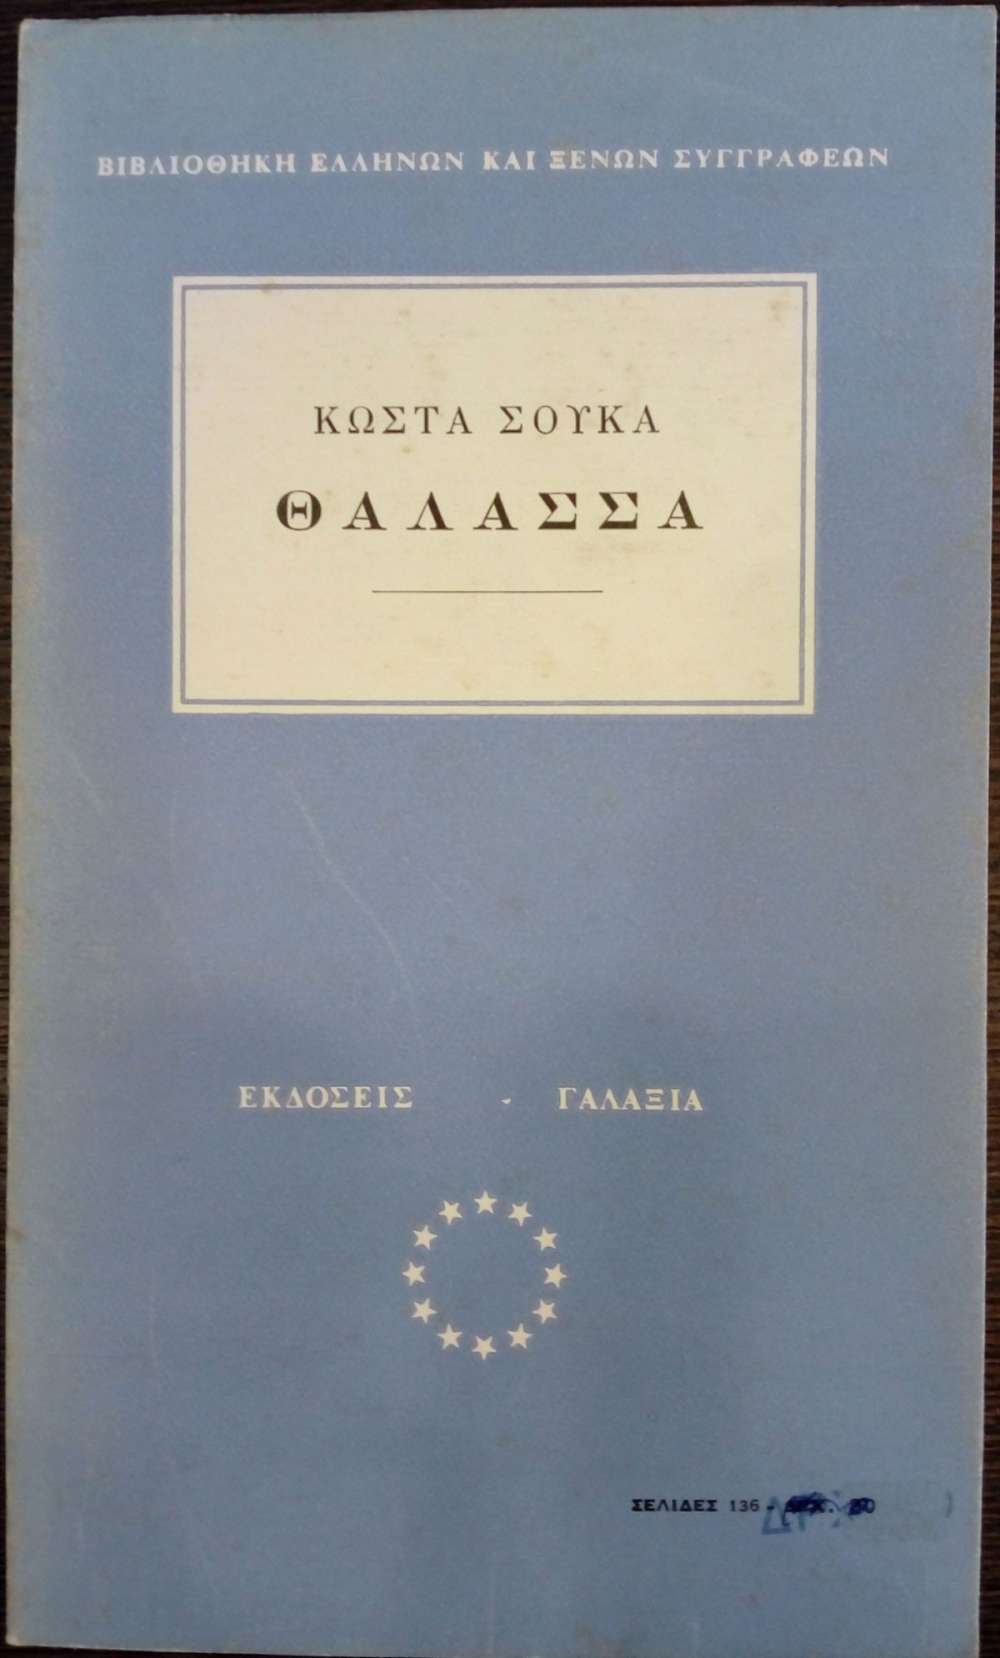 ΒΙΒΛΙΟΘΗΚΗ ΕΛΛΗΝΩΝ ΚΑΙ ΞΕΝΩΝ ΣΥΓΓΡΑΦΕΩΝ
ΚΩΣΤΑ ΣΟΥΚΑ
ΘΑΛΑΣΣΑ
ΕΚΔΟΣΕΙΣ - ΓΑΛΑΞΙΑ
ΣΕΛΙΔΕΣ 136 -